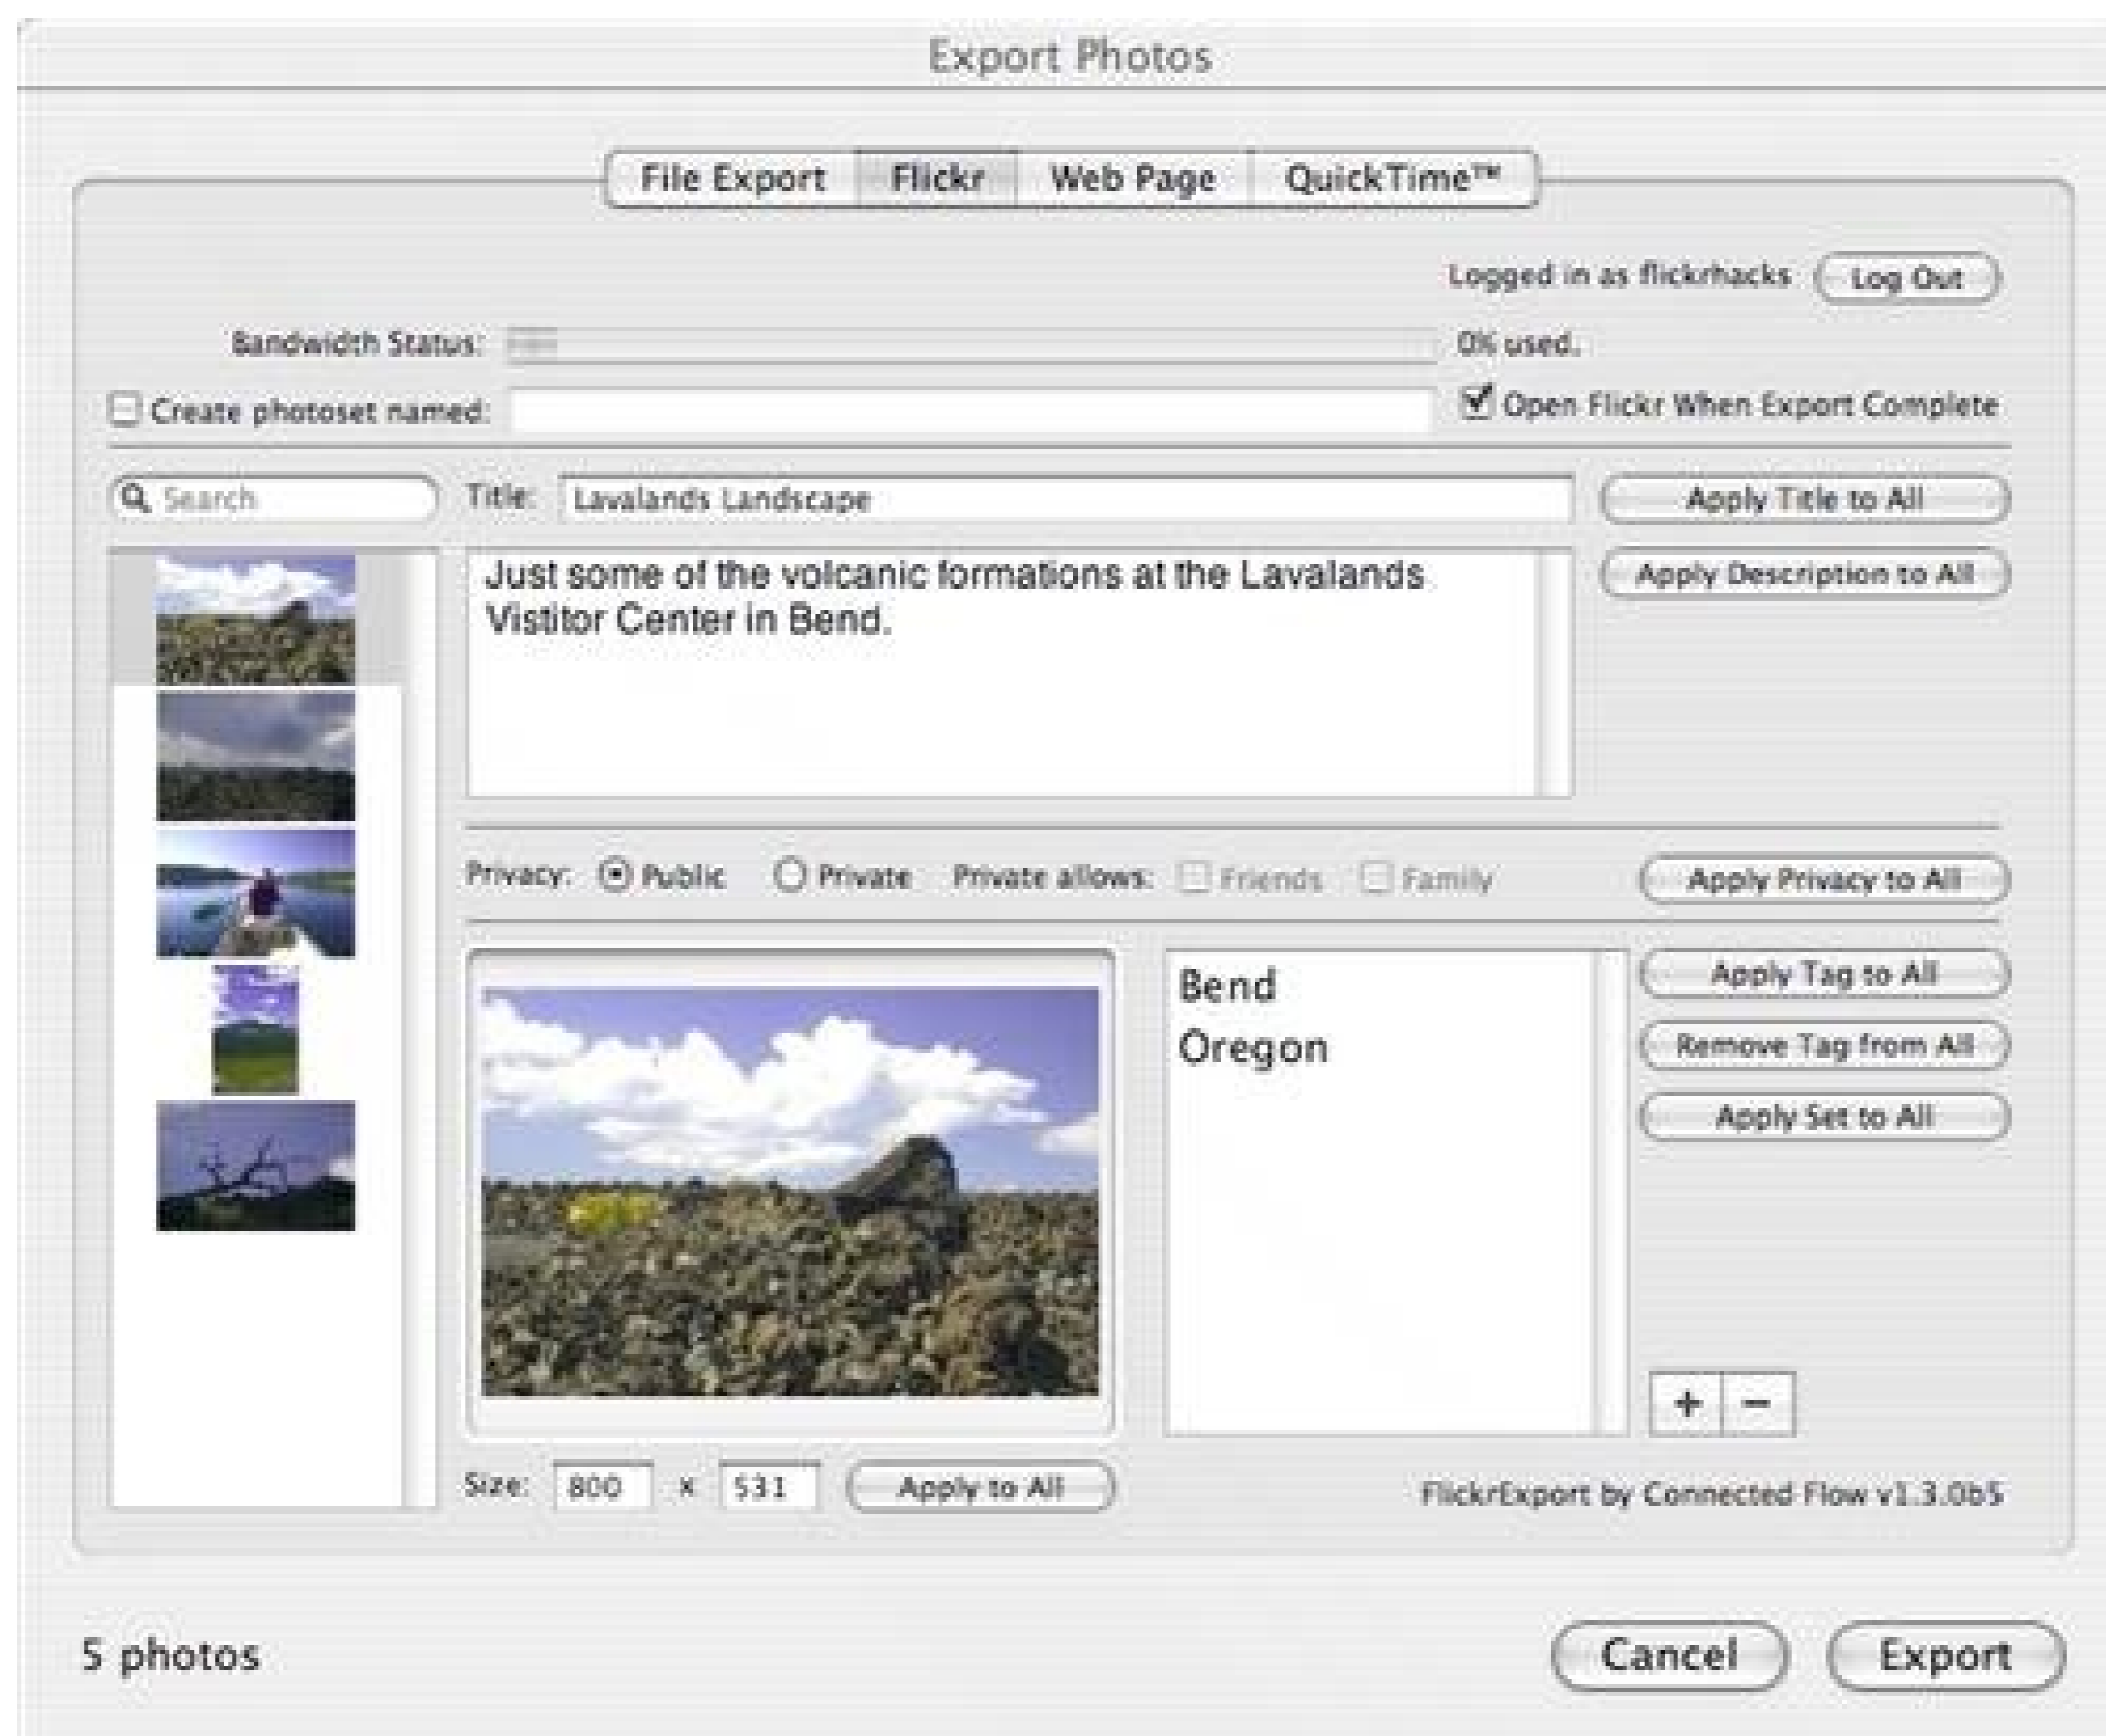 Export Photos
File Export Flickr Web Page QuickTime™
Logged in as flickrhacks Log Out
Bandwidth Status: 0% used.
Create photoset named: Open Flickr When Export Complete
Search Title: Lavalands Landscape Apply Title to All
Just some of the volcanic formations at the Lavalands Apply Description to All
Vistitor Center in Bend.
Privacy: Public Private Private allows: Friends Family Apply Privacy to All
Bend Apply Tag to All
Oregon Remove Tag from All
Apply Set to All
+ −
Size: 800 x 531 Apply to All FlickrExport by Connected Flow v1.3.0b5
5 photos Cancel Export